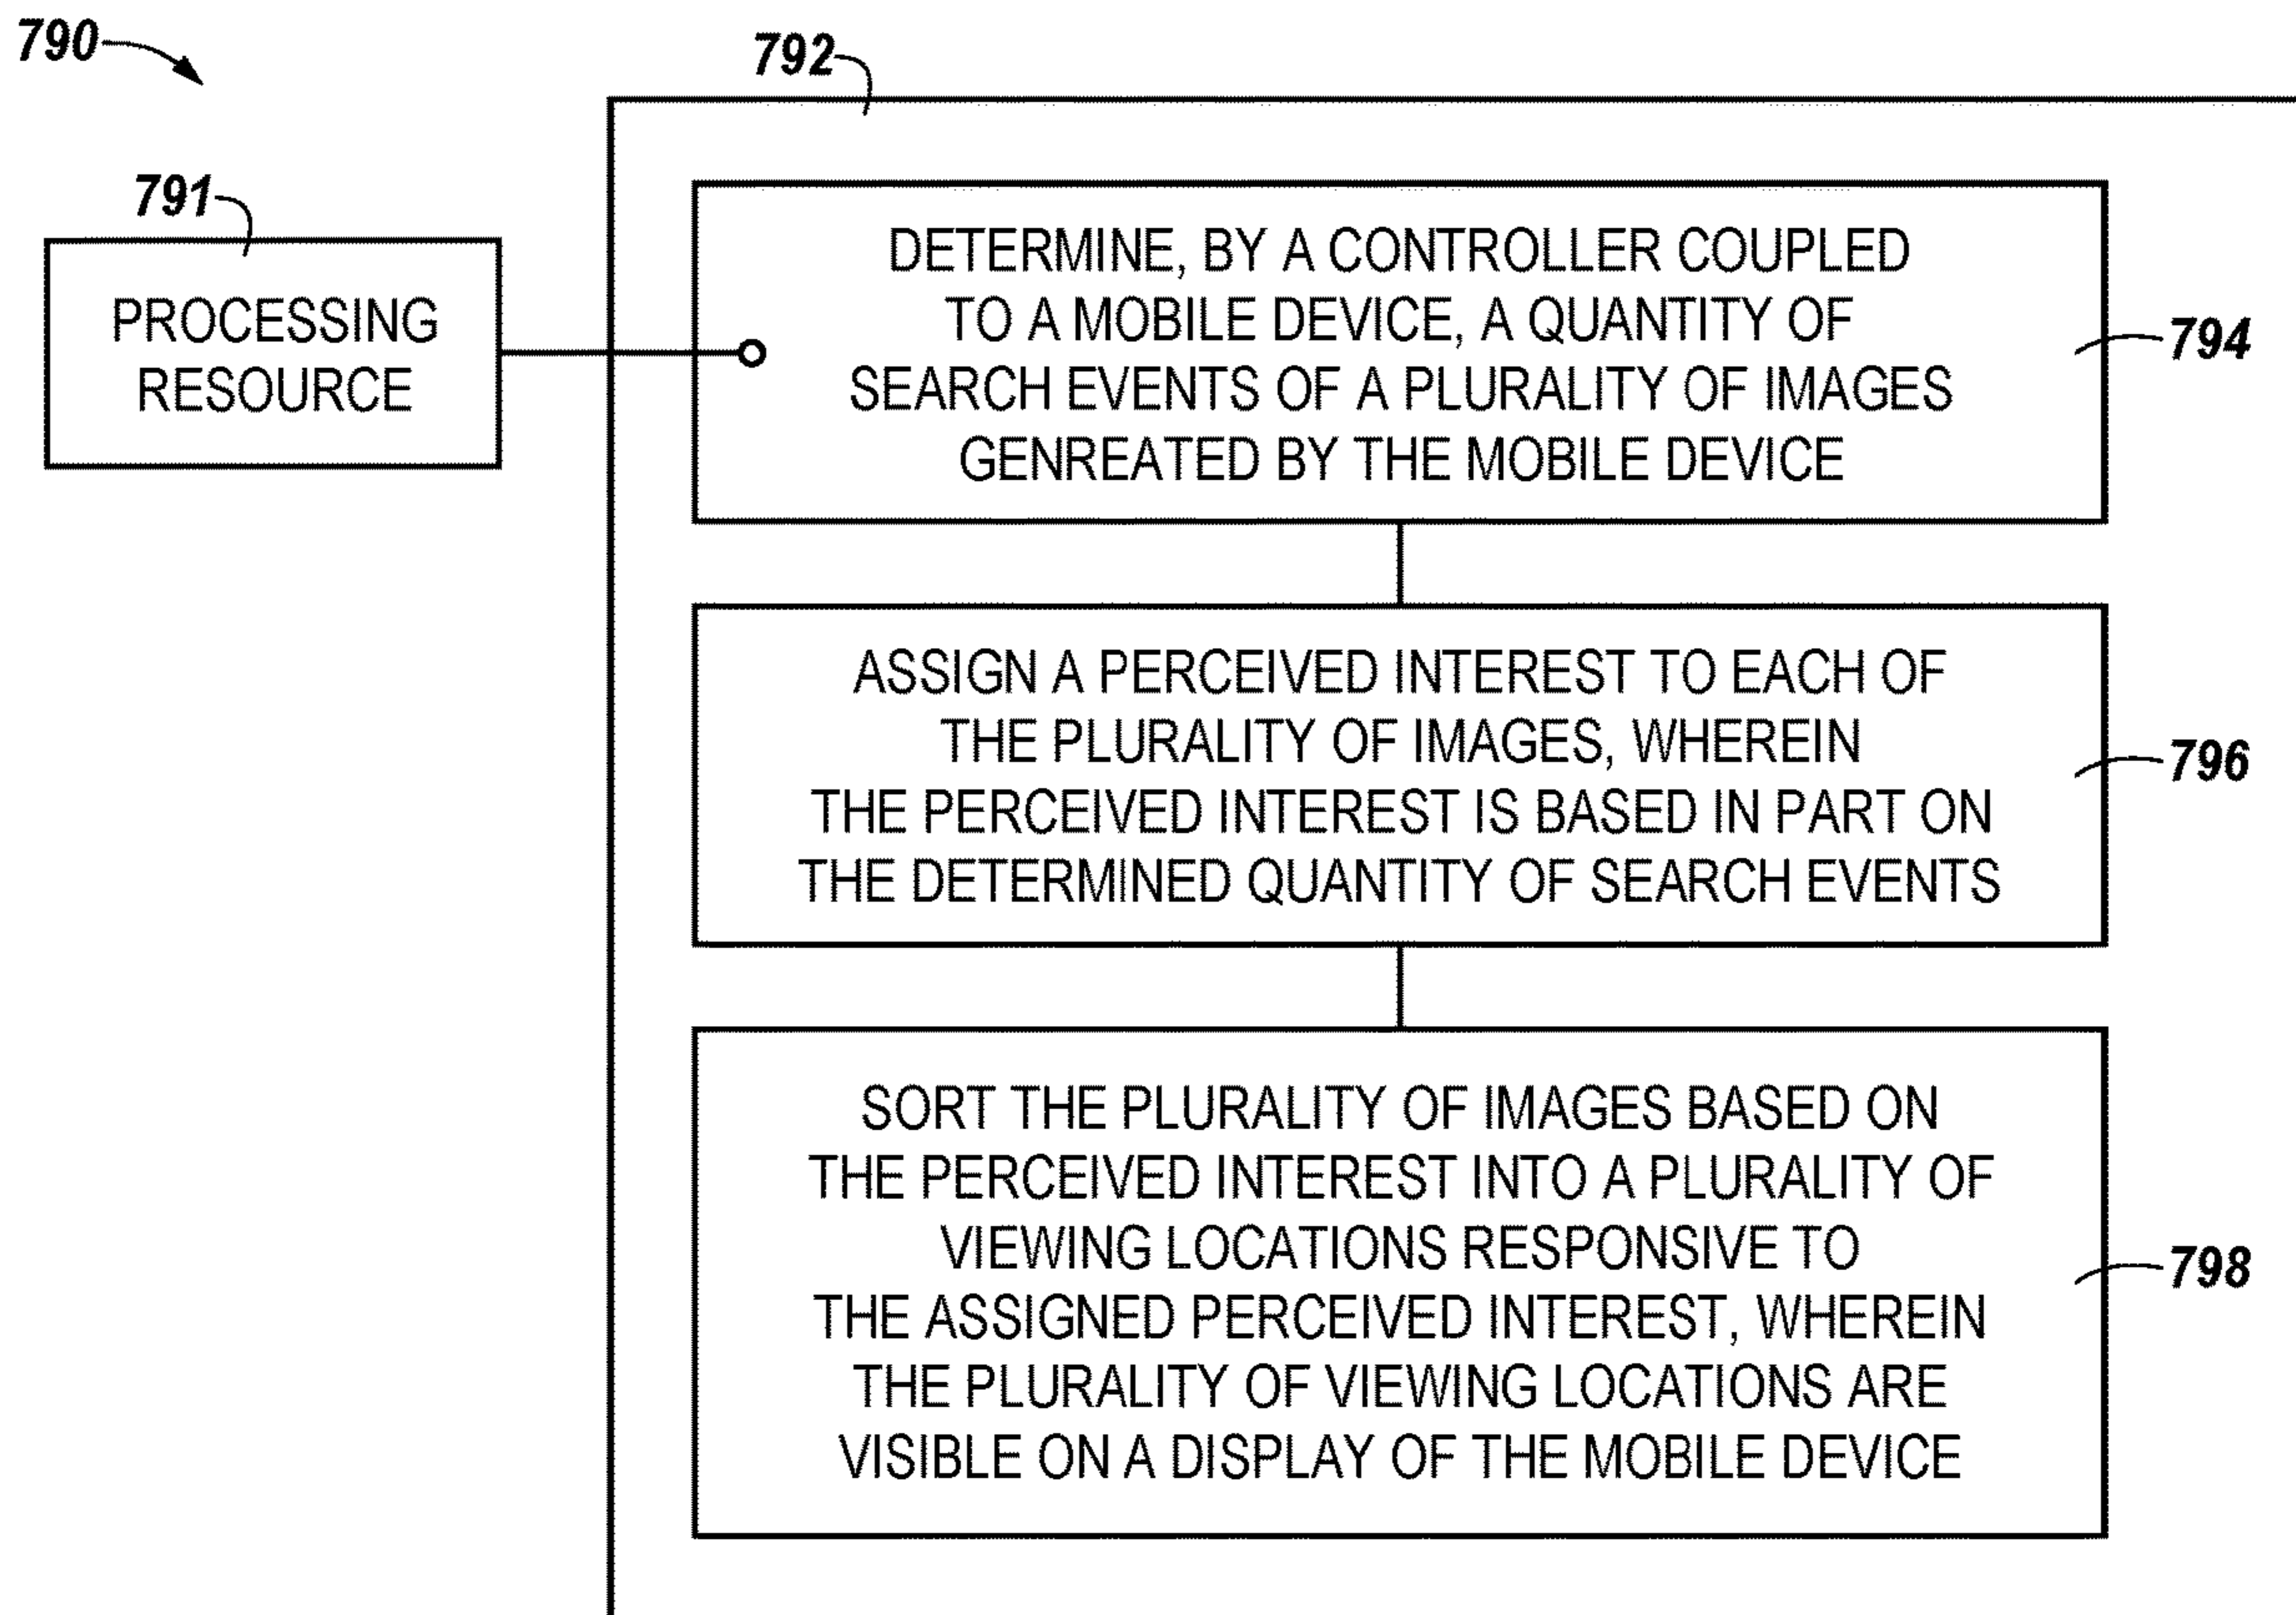 790
792
791
PROCESSING
RESOURCE
DETERMINE, BY A CONTROLLER COUPLED
TO A MOBILE DEVICE, A QUANTITY OF
SEARCH EVENTS OF A PLURALITY OF IMAGES
GENREATED BY THE MOBILE DEVICE
794
ASSIGN A PERCEIVED INTEREST TO EACH OF
THE PLURALITY OF IMAGES, WHEREIN
THE PERCEIVED INTEREST IS BASED IN PART ON
THE DETERMINED QUANTITY OF SEARCH EVENTS
796
SORT THE PLURALITY OF IMAGES BASED ON
THE PERCEIVED INTEREST INTO A PLURALITY OF
VIEWING LOCATIONS RESPONSIVE TO
THE ASSIGNED PERCEIVED INTEREST, WHEREIN
THE PLURALITY OF VIEWING LOCATIONS ARE
VISIBLE ON A DISPLAY OF THE MOBILE DEVICE
798